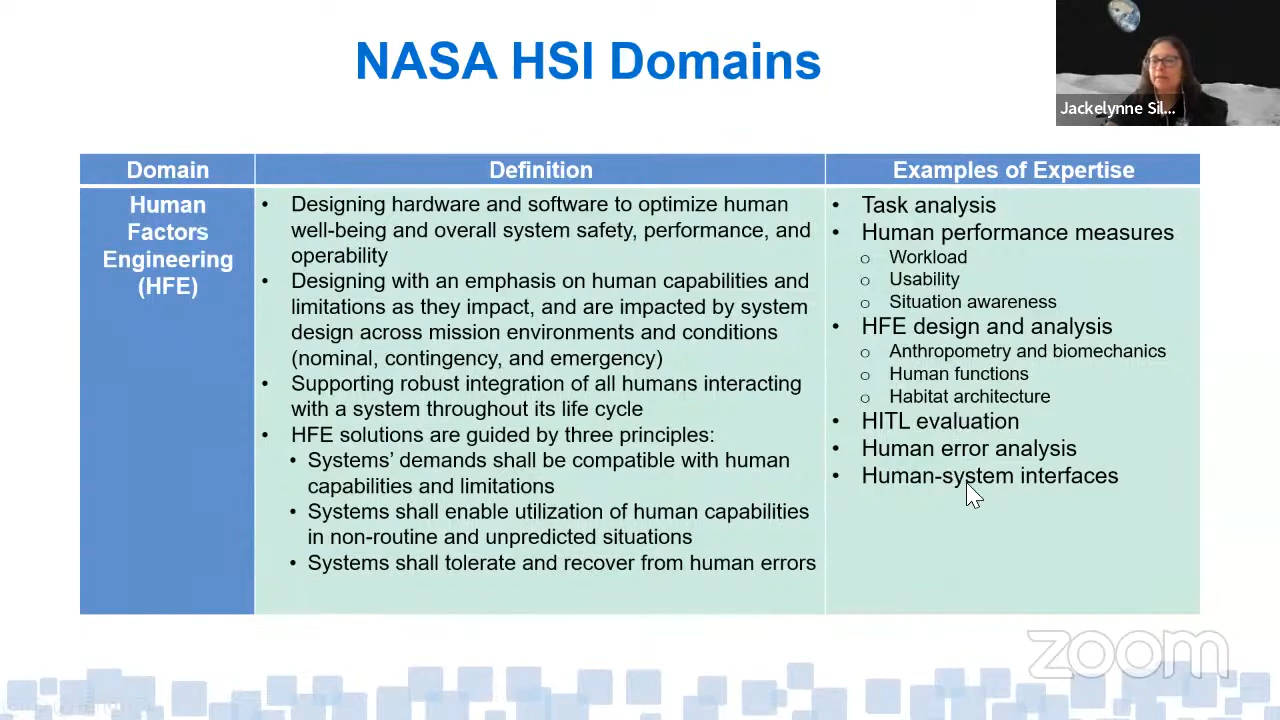 NASA HSI Domains
Jackelynne Sil...
Domain
Definition
Examples of Expertise
Human
Factors
Engineering
(HFE)
• Designing hardware and software to optimize human
well-being and overall system safety, performance, and
operability
• Designing with an emphasis on human capabilities and
limitations as they impact, and are impacted by system
design across mission environments and conditions
(nominal, contingency, and emergency)
• Supporting robust integration of all humans interacting
with a system throughout its life cycle
• HFE solutions are guided by three principles:
• Systems’ demands shall be compatible with human
capabilities and limitations
• Systems shall enable utilization of human capabilities
in non-routine and unpredicted situations
• Systems shall tolerate and recover from human errors
• Task analysis
• Human performance measures
o Workload
o Usability
o Situation awareness
• HFE design and analysis
o Anthropometry and biomechanics
o Human functions
o Habitat architecture
• HITL evaluation
• Human error analysis
• Human-system interfaces
zoom